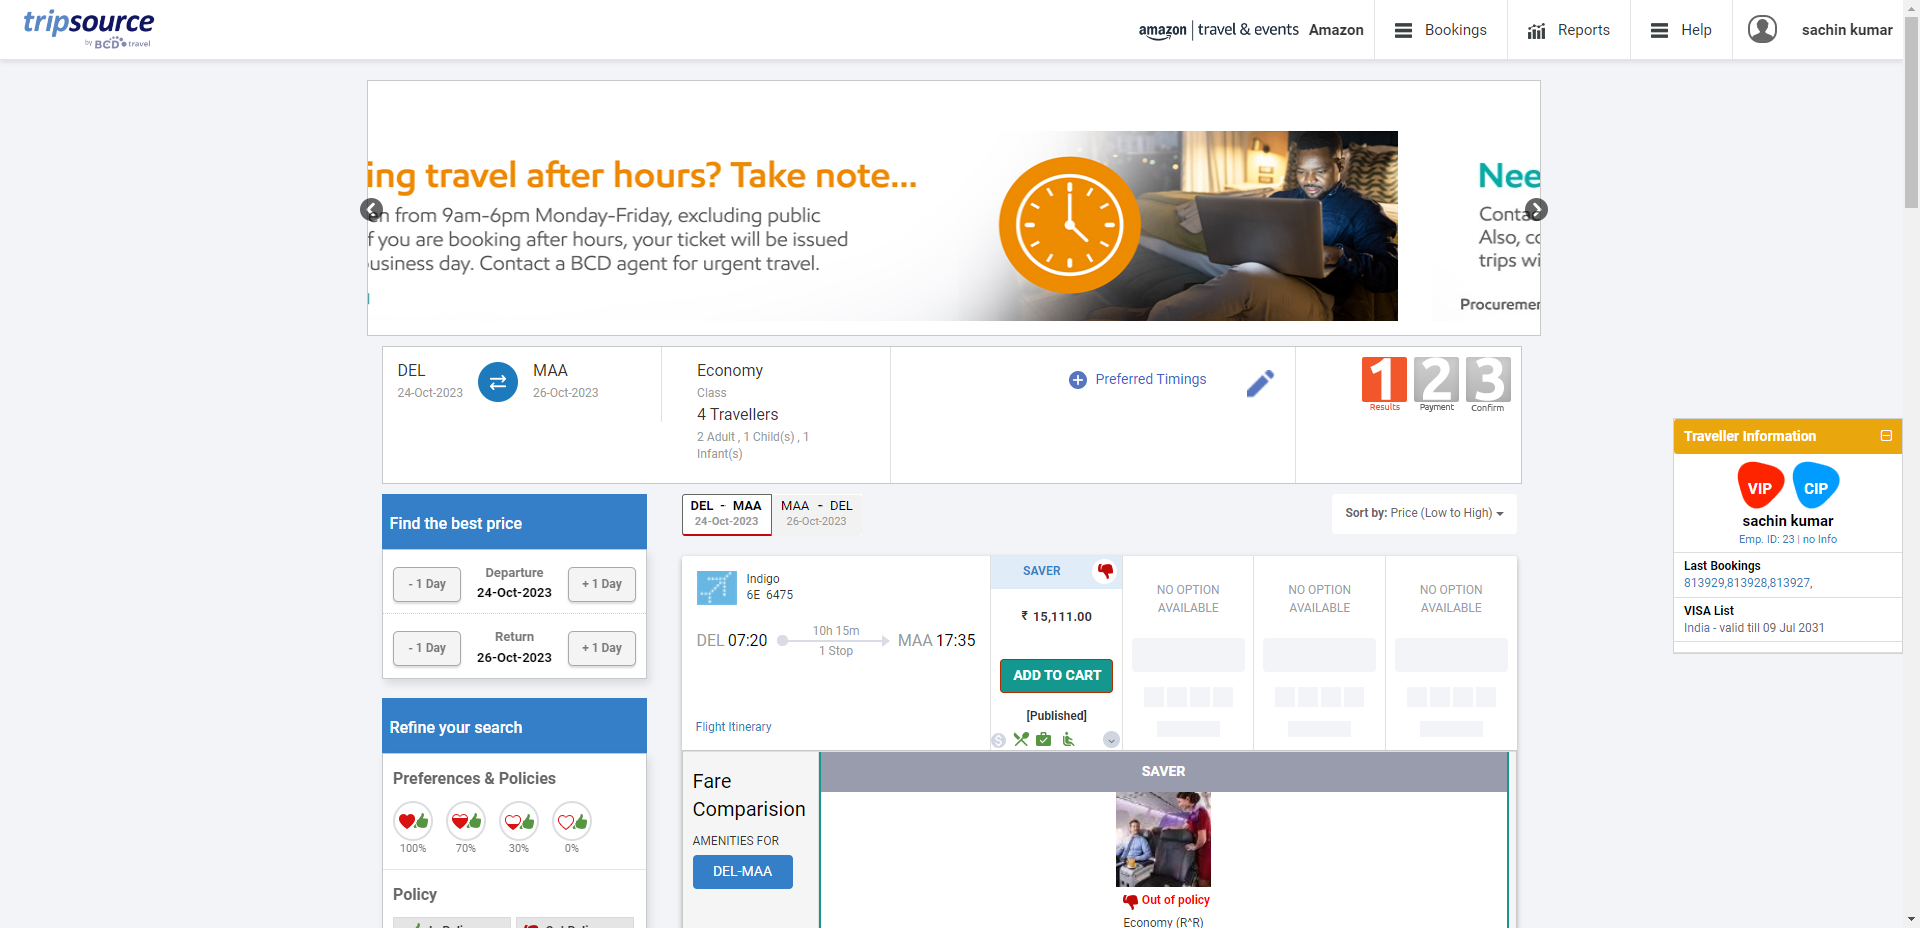 tripsource
by BCD travel
amazon | travel & events Amazon
Bookings
Reports
Help
sachin kumar
ing travel after hours? Take note...
en from 9am-6pm Monday-Friday, excluding public
f you are booking after hours, your ticket will be issued
usiness day. Contact a BCD agent for urgent travel.
Nee
Contac
Also, co
trips wi
Procuremen
DEL
24-Oct-2023
MAA
26-Oct-2023
Economy
Class
4 Travellers
2 Adult , 1 Child(s) , 1
Infant(s)
Preferred Timings
1 2 3
Results Payment Confirm
Traveller Information
VIP CIP
sachin kumar
Emp. ID: 23 | no Info
Last Bookings
813929,813928,813927,
VISA List
India - valid till 09 Jul 2031
Find the best price
- 1 Day
Departure
24-Oct-2023
+ 1 Day
- 1 Day
Return
26-Oct-2023
+ 1 Day
Refine your search
Preferences & Policies
100% 70% 30% 0%
Policy
DEL - MAA
24-Oct-2023
MAA - DEL
26-Oct-2023
Sort by: Price (Low to High)
Indigo
6E 6475
DEL 07:20
10h 15m
1 Stop
MAA 17:35
Flight Itinerary
SAVER
₹ 15,111.00
ADD TO CART
[Published]
NO OPTION
AVAILABLE
NO OPTION
AVAILABLE
NO OPTION
AVAILABLE
Fare
Comparision
AMENITIES FOR
DEL-MAA
SAVER
Out of policy
Economy (R^R)